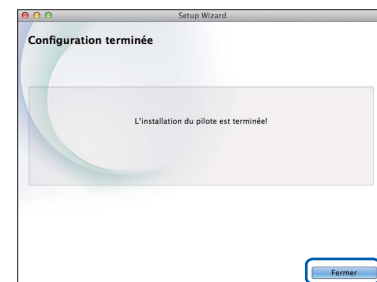 Setup Wizard
Configuration terminée
L'installation du pilote est terminée!
Fermer